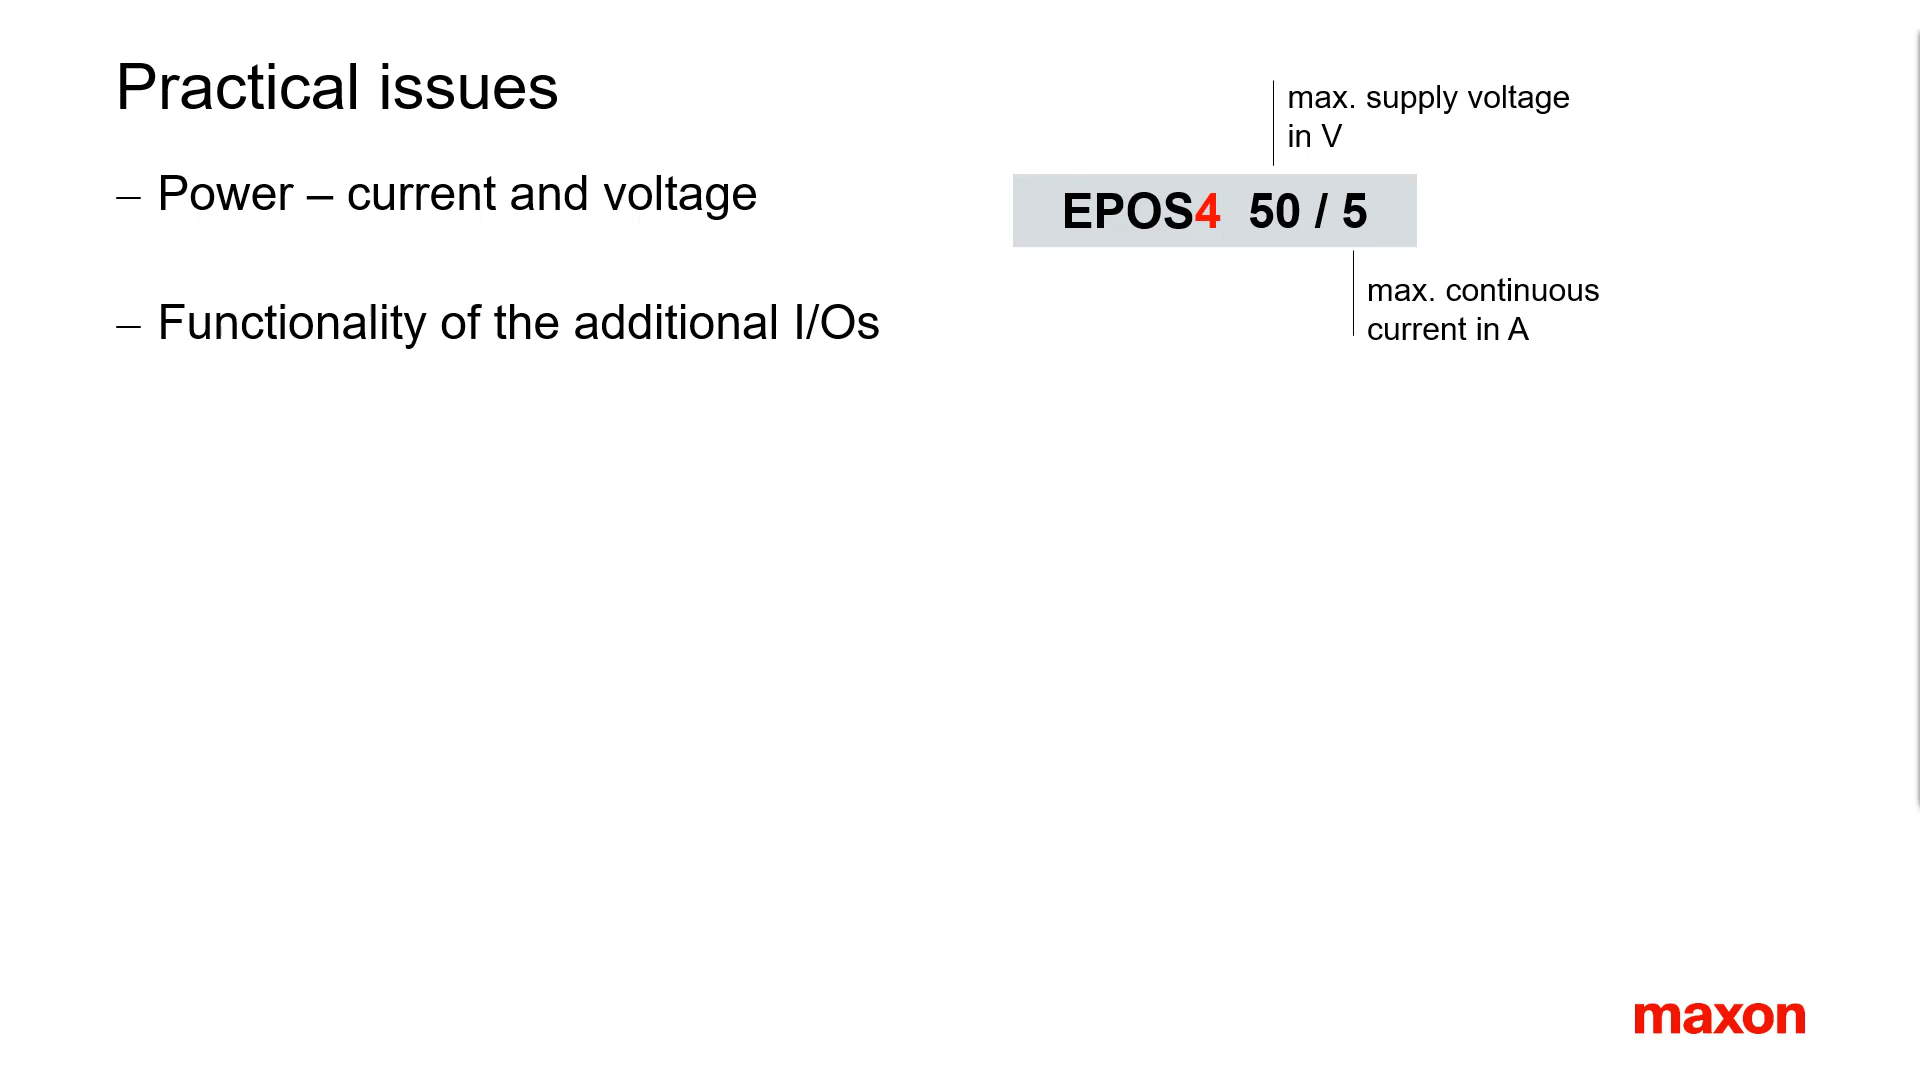 Practical issues
– Power – current and voltage
– Functionality of the additional I/Os
max. supply voltage
in V
EPOS4 50 / 5
max. continuous
current in A
maxon